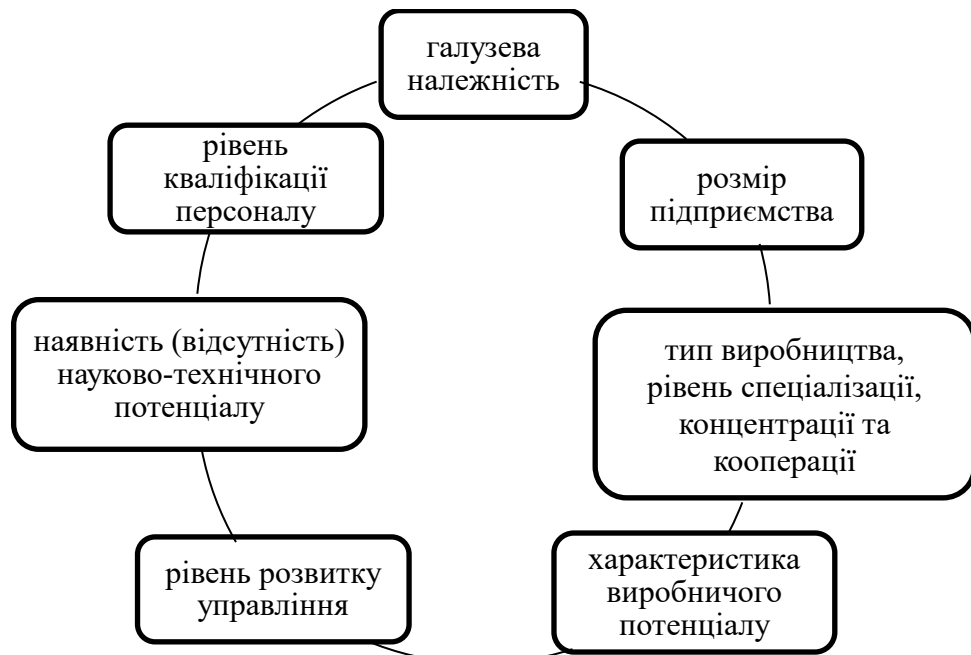 галузева
належність
рівень
кваліфікації
персоналу
розмір
підприємства
наявність (відсутність)
науково-технічного
потенціалу
тип виробництва,
рівень спеціалізації,
концентрації та
кооперації
рівень розвитку
управління
характеристика
виробничого
потенціалу